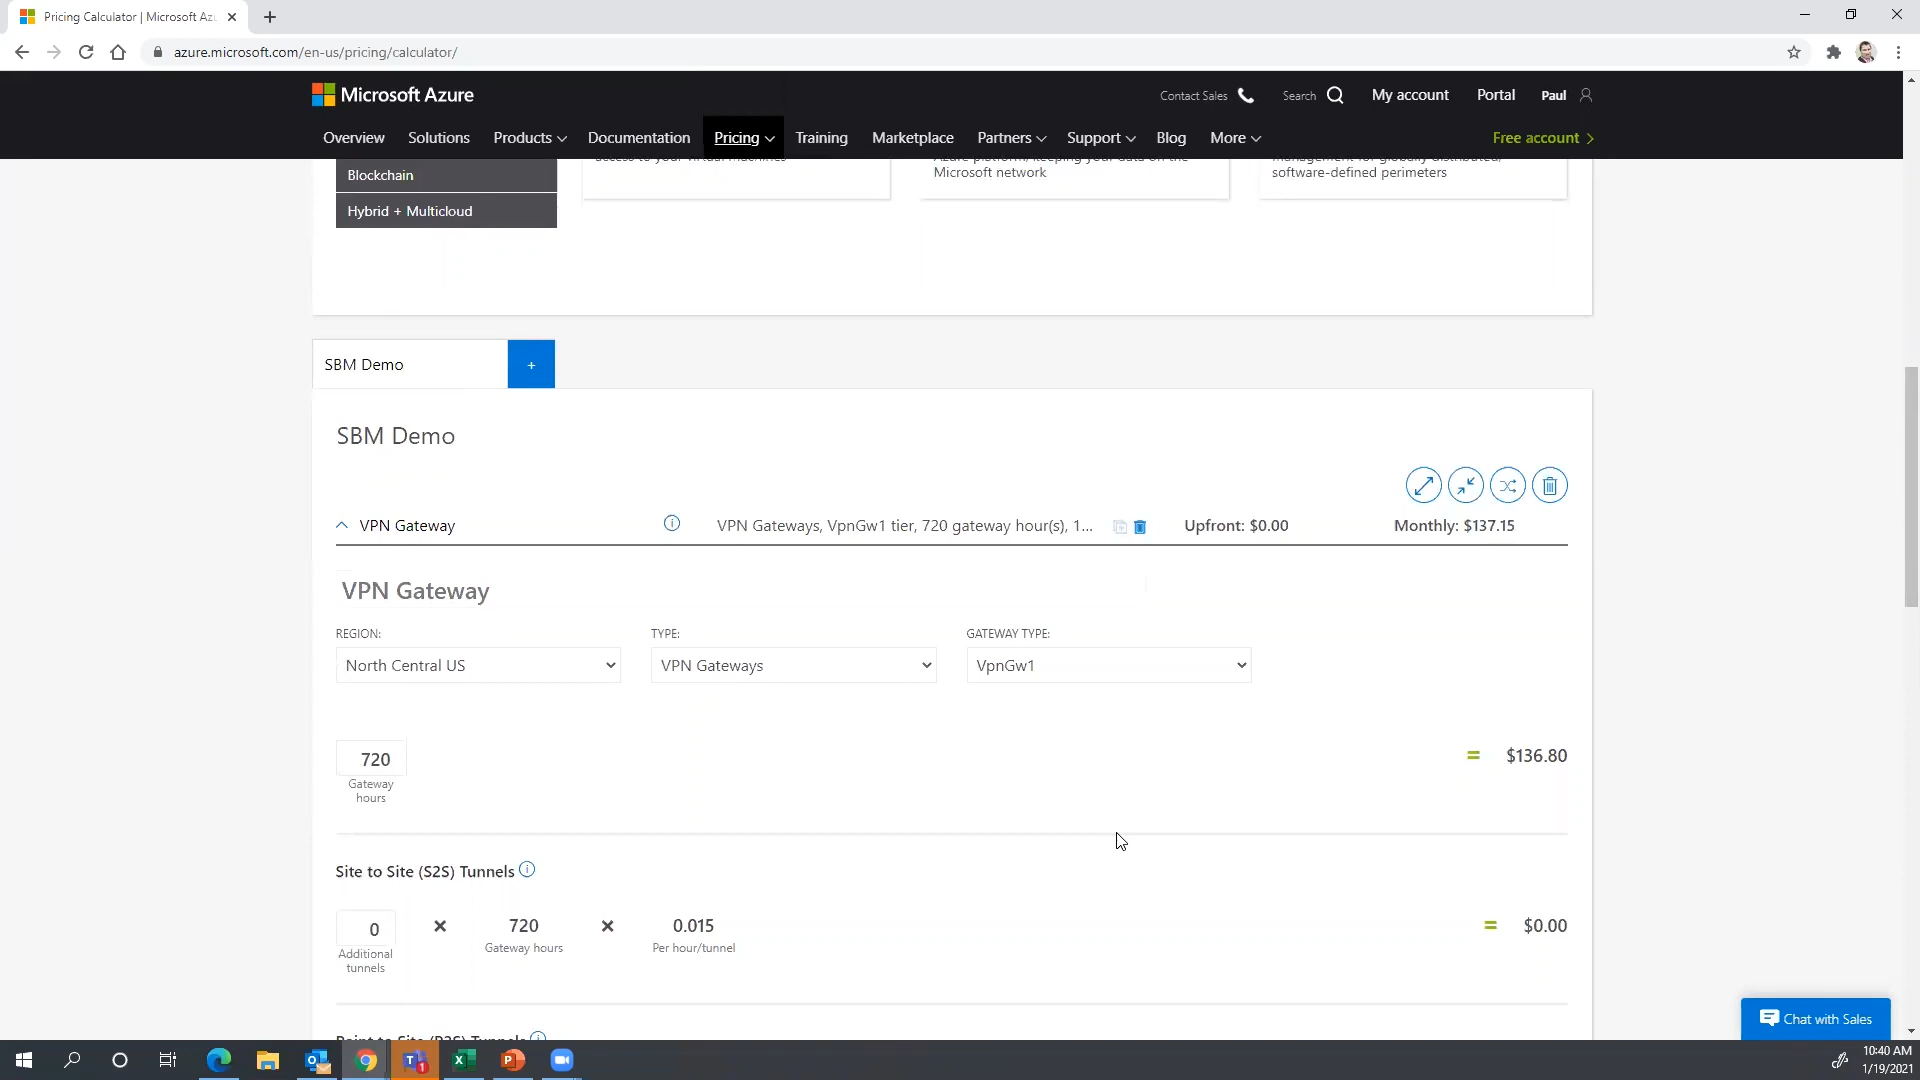 Pricing Calculator | Microsoft Az
azure.microsoft.com/en-us/pricing/calculator/
Microsoft Azure
Contact Sales
Search
My account
Portal
Paul
Overview
Solutions
Products
Documentation
Pricing
Training
Marketplace
Partners
Support
Blog
More
Free account
Blockchain
Hybrid + Multicloud
access to your virtual machines
Azure platform, keeping your data on the
Microsoft network
management for globally distributed,
software-defined perimeters
SBM Demo
+
SBM Demo
VPN Gateway
VPN Gateways, VpnGw1 tier, 720 gateway hour(s), 1...
Upfront: $0.00
Monthly: $137.15
VPN Gateway
REGION:
TYPE:
GATEWAY TYPE:
North Central US
VPN Gateways
VpnGw1
720
Gateway
hours
= $136.80
Site to Site (S2S) Tunnels
0
Additional
tunnels
×
720
Gateway hours
×
0.015
Per hour/tunnel
= $0.00
Point to Site (P2S) Tunnels
Chat with Sales
10:40 AM
1/19/2021